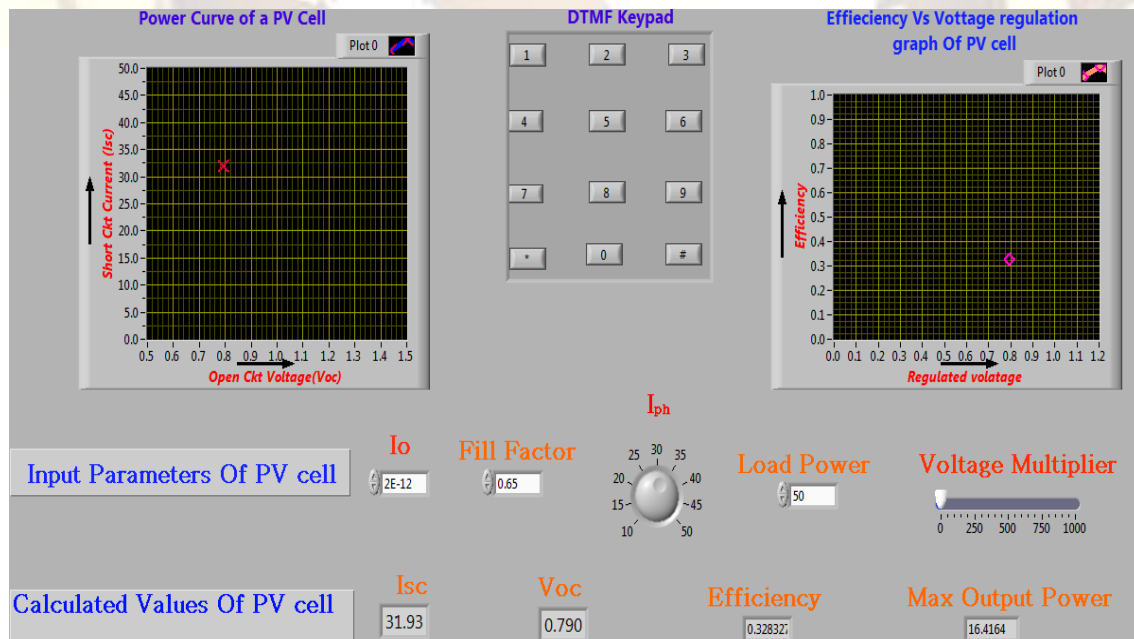 Power Curve of a PV Cell
Plot 0
50.0
45.0
40.0
35.0
30.0
25.0
20.0
15.0
10.0
5.0
0.0
Short Ckt Current (Isc)
0.5 0.6 0.7 0.8 0.9 1.0 1.1 1.2 1.3 1.4 1.5
Open Ckt Voltage(Voc)
DTMF Keypad
1 2 3
4 5 6
7 8 9
* 0 #
Effieciency Vs Vottage regulation
graph Of PV cell
Plot 0
1.0
0.9
0.8
0.7
0.6
0.5
0.4
0.3
0.2
0.1
0.0
Efficiency
0.0 0.1 0.2 0.3 0.4 0.5 0.6 0.7 0.8 0.9 1.0 1.1 1.2
Regulated volatage
Input Parameters Of PV cell
Io
2E-12
Fill Factor
0.65
Iph
10 15 20 25 30 35 40 45 50
Load Power
50
Voltage Multiplier
0 250 500 750 1000
Calculated Values Of PV cell
Isc
31.93
Voc
0.790
Efficiency
0.328327
Max Output Power
16.4164